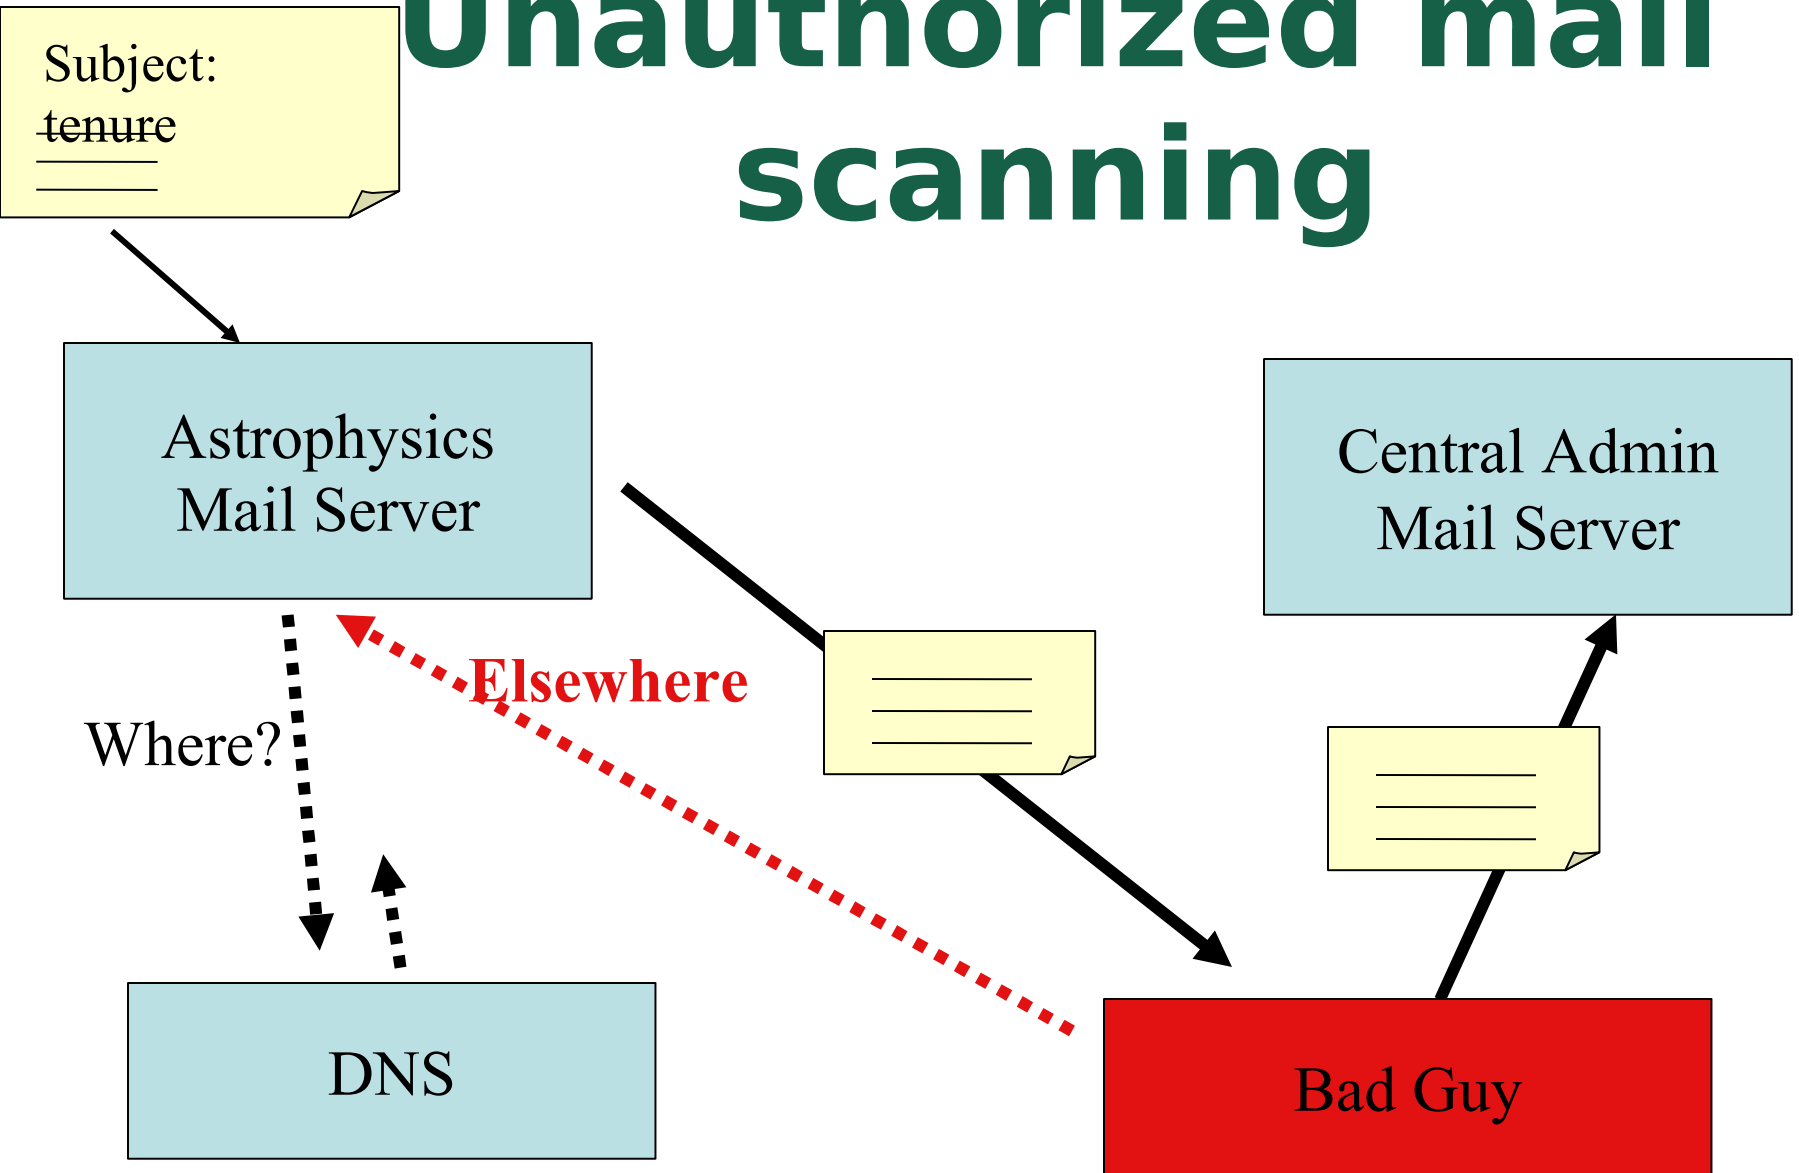 Unauthorized mail
scanning
Subject:
tenure
Astrophysics
Mail Server
Central Admin
Mail Server
Elsewhere
Where?
DNS
Bad Guy